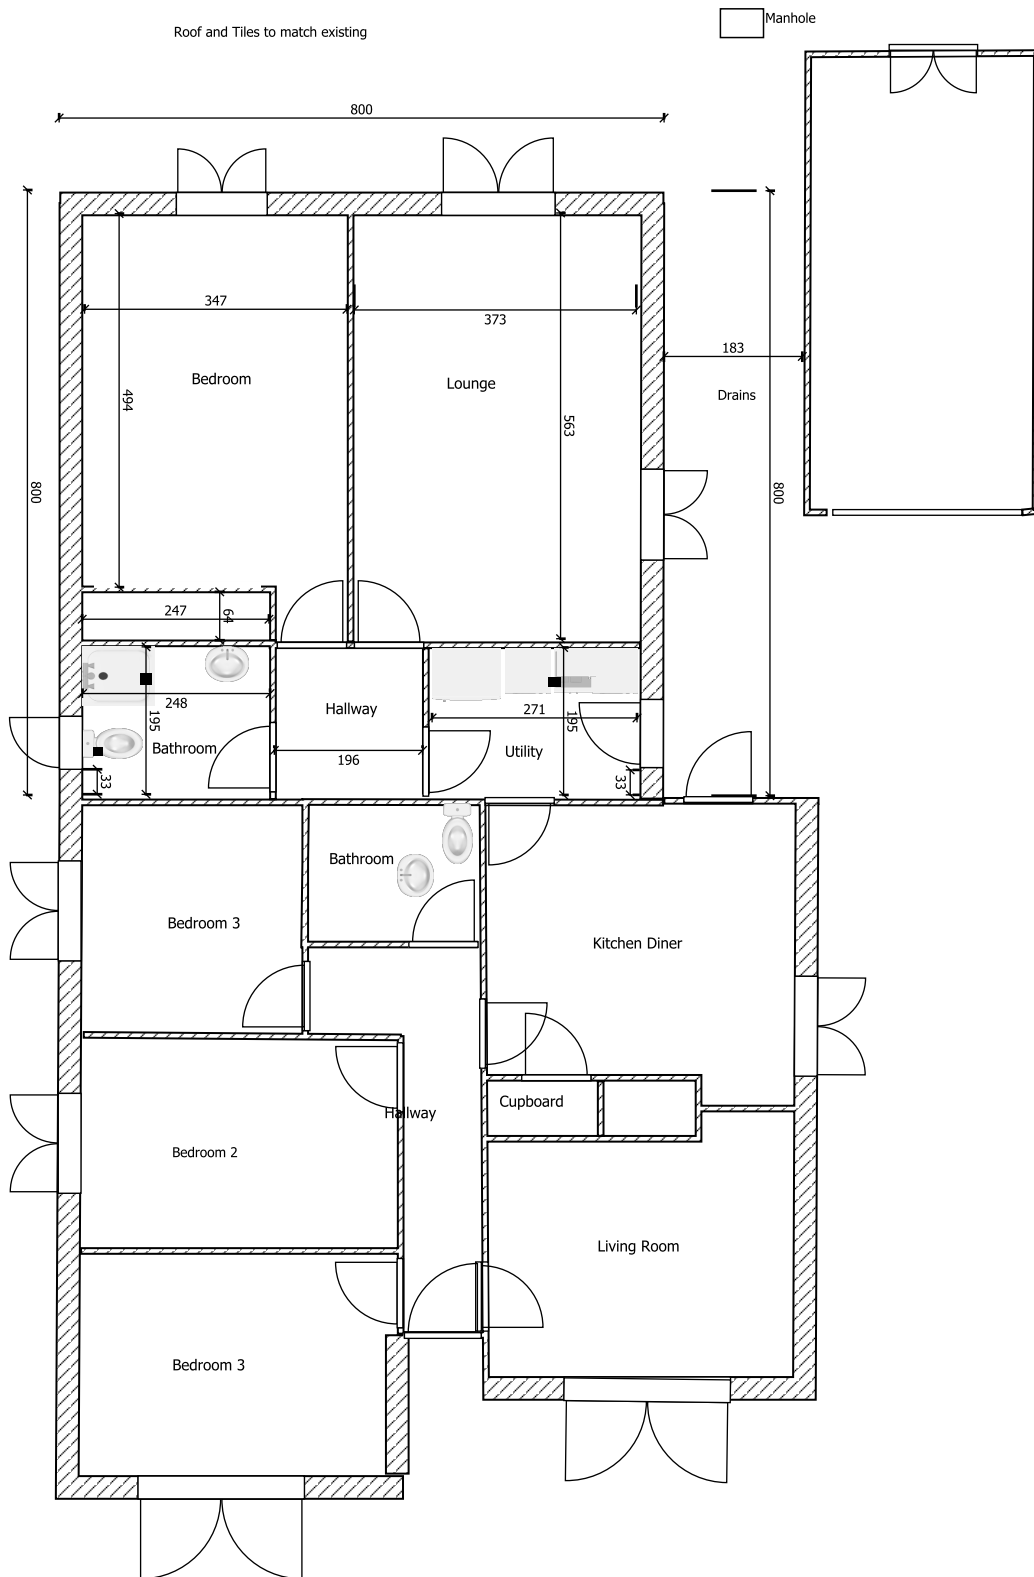 Manhole
Roof and Tiles to match existing
800
347
373
183
Bedroom
Lounge
Drains
494
563
800
800
247
64
248
195
Hallway
271
195
Bathroom
Utility
196
33
33
Bathroom
Bedroom 3
Kitchen Diner
Cupboard
Hallway
Bedroom 2
Living Room
Bedroom 3